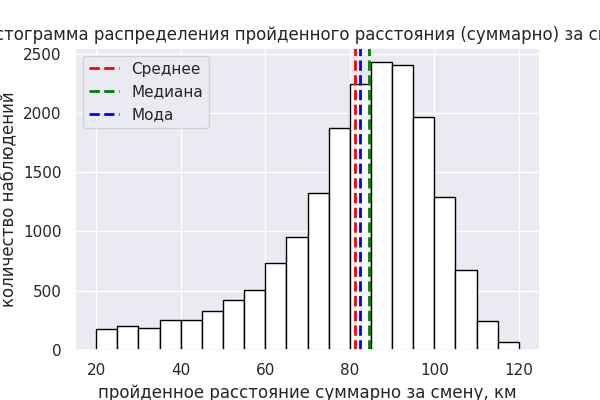 стограмма распределения пройденного расстояния (суммарно) за с
Среднее
Медиана
Мода
количество наблюдений
2500
2000
1500
1000
500
0
20 40 60 80 100 120
пройденное расстояние суммарно за смену, км